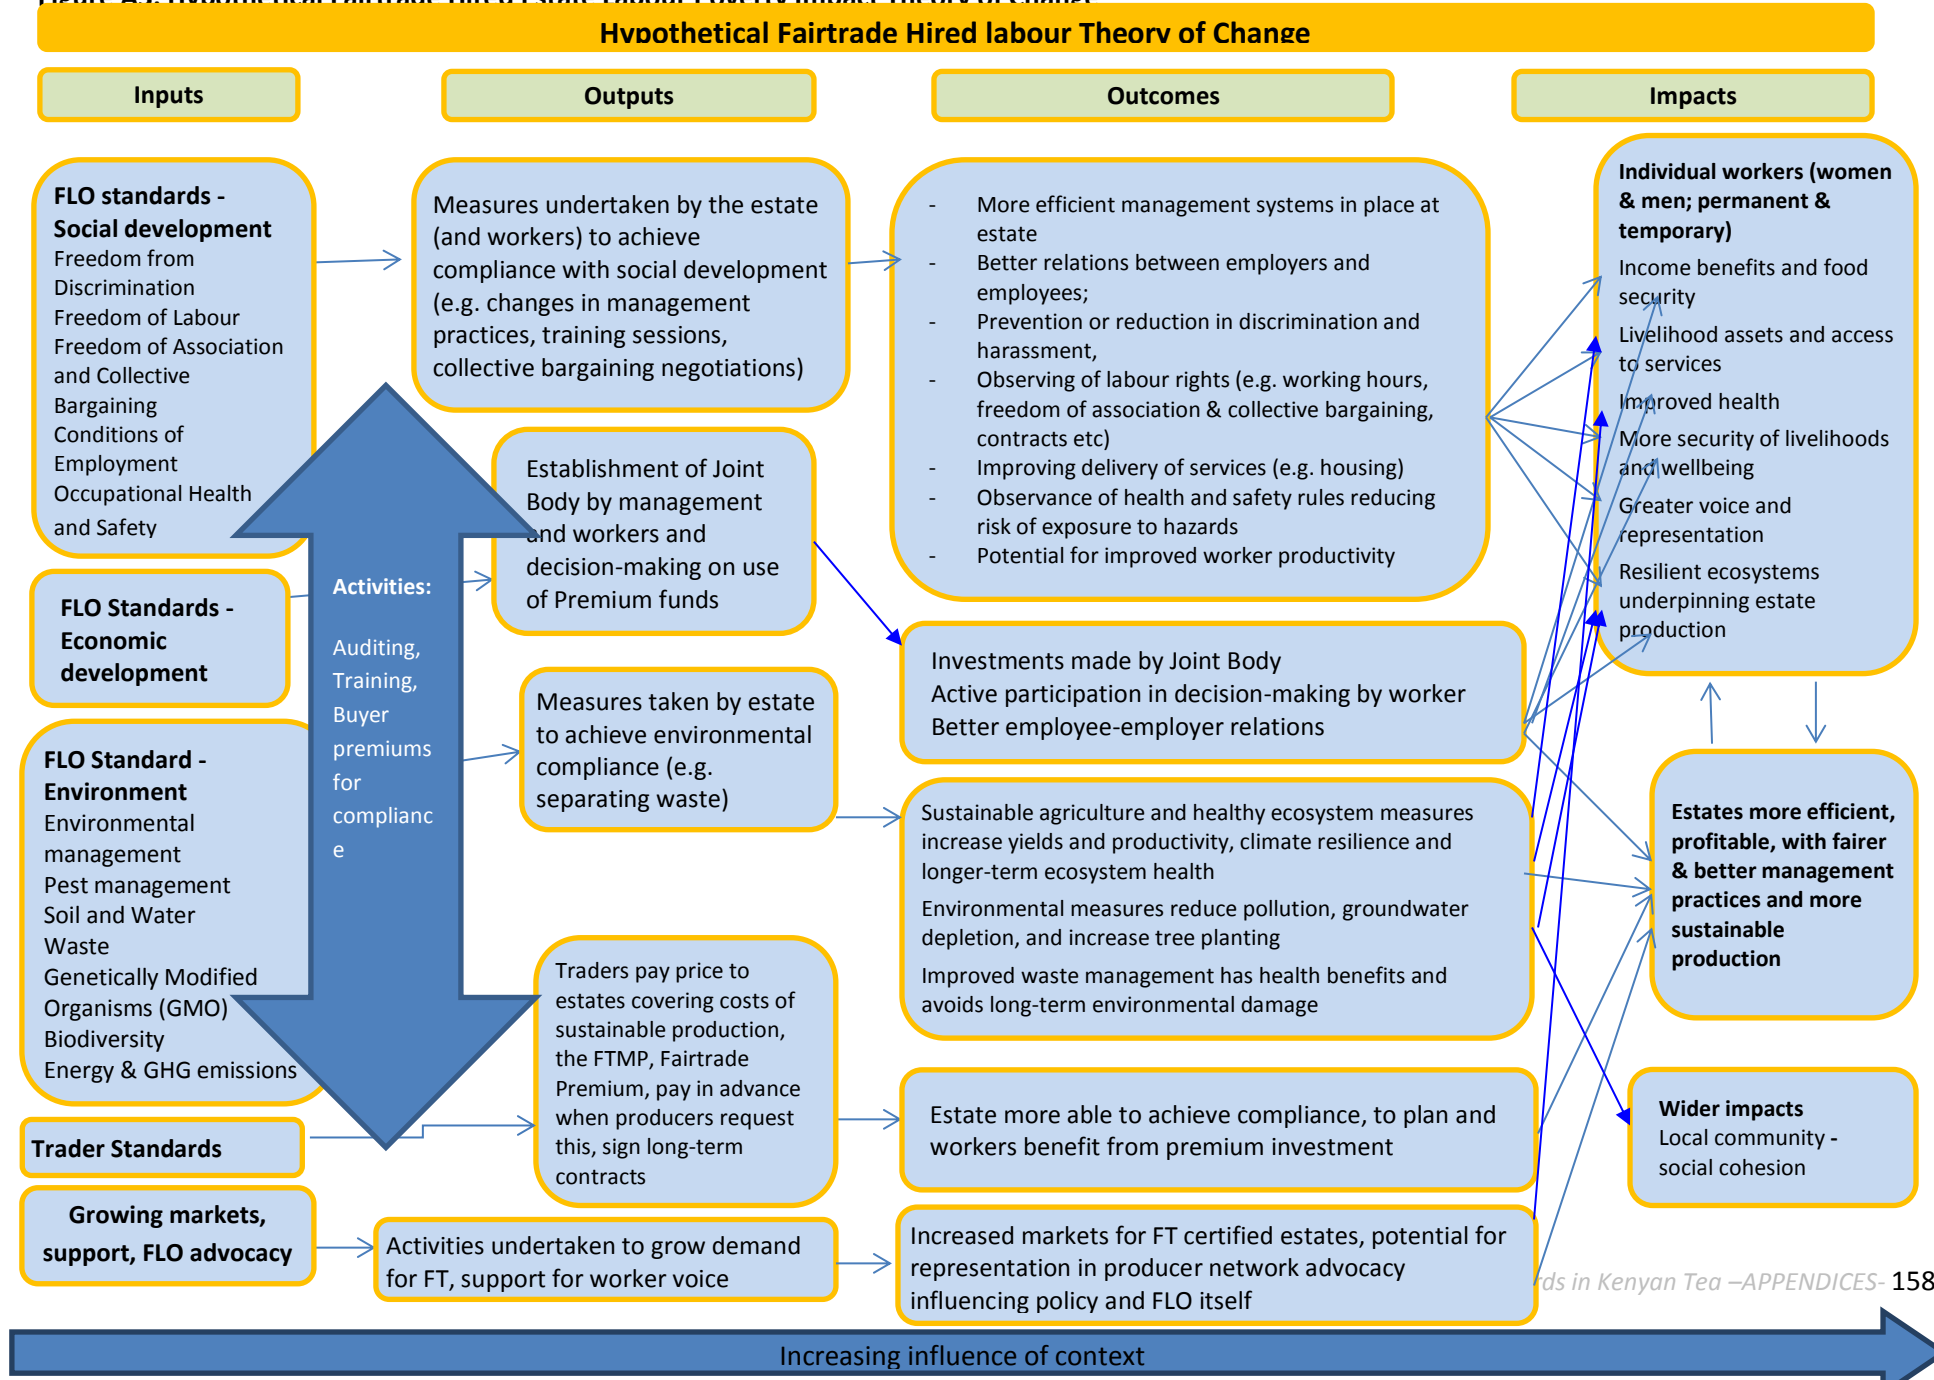 Figure A3: Hypothetical Fairtrade Hired Estate Labour Poverty Impact Theory of Change
Hypothetical Fairtrade Hired labour Theory of Change
Inputs
Outputs
Outcomes
Impacts
FLO standards -
Social development
Freedom from
Discrimination
Freedom of Labour
Freedom of Association
and Collective
Bargaining
Conditions of
Employment
Occupational Health
and Safety
FLO Standards -
Economic
development
FLO Standard -
Environment
Environmental
management
Pest management
Soil and Water
Waste
Genetically Modified
Organisms (GMO)
Biodiversity
Energy & GHG emissions
Trader Standards
Growing markets,
support, FLO advocacy
Activities:
Auditing,
Training,
Buyer
premiums
for
complianc
e
Measures undertaken by the estate
(and workers) to achieve
compliance with social development
(e.g. changes in management
practices, training sessions,
collective bargaining negotiations)
Establishment of Joint
Body by management
and workers and
decision-making on use
of Premium funds
Measures taken by estate
to achieve environmental
compliance (e.g.
separating waste)
Traders pay price to
estates covering costs of
sustainable production,
the FTMP, Fairtrade
Premium, pay in advance
when producers request
this, sign long-term
contracts
Activities undertaken to grow demand
for FT, support for worker voice
- More efficient management systems in place at
estate
- Better relations between employers and
employees;
- Prevention or reduction in discrimination and
harassment,
- Observing of labour rights (e.g. working hours,
freedom of association & collective bargaining,
contracts etc)
- Improving delivery of services (e.g. housing)
- Observance of health and safety rules reducing
risk of exposure to hazards
- Potential for improved worker productivity
Investments made by Joint Body
Active participation in decision-making by worker
Better employee-employer relations
Sustainable agriculture and healthy ecosystem measures
increase yields and productivity, climate resilience and
longer-term ecosystem health
Environmental measures reduce pollution, groundwater
depletion, and increase tree planting
Improved waste management has health benefits and
avoids long-term environmental damage
Estate more able to achieve compliance, to plan and
workers benefit from premium investment
Increased markets for FT certified estates, potential for
representation in producer network advocacy
influencing policy and FLO itself
Individual workers (women
& men; permanent &
temporary)
Income benefits and food
security
Livelihood assets and access
to services
Improved health
More security of livelihoods
and wellbeing
Greater voice and
representation
Resilient ecosystems
underpinning estate
production
Estates more efficient,
profitable, with fairer
& better management
practices and more
sustainable
production
Wider impacts
Local community -
social cohesion
rds in Kenyan Tea –APPENDICES- 158
Increasing influence of context